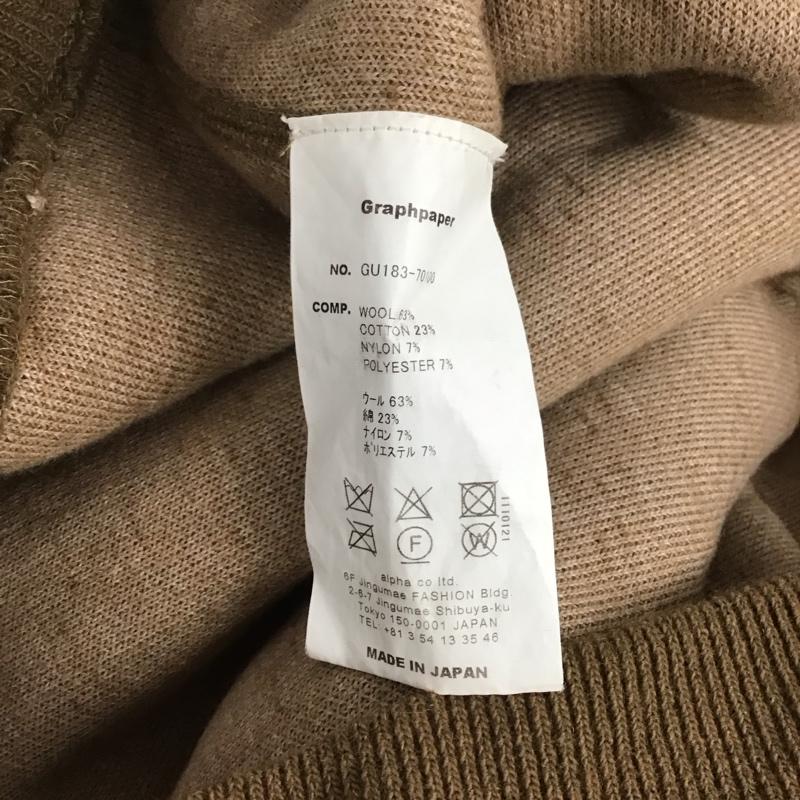 Graphpaper
NO. GU183-70100
COMP. WOOL 63%
COTTON 23%
NYLON 7%
POLYESTER 7%
ウール 63%
綿 23%
ナイロン 7%
ポリエステル 7%
F
W
1110121
alpha co ltd.
6F Jingumae FASHION Bldg.
2-6-7 Jingumae Shibuya-ku
Tokyo 150-0001 JAPAN
TEL: +81 3 54 13 35 46
MADE IN JAPAN